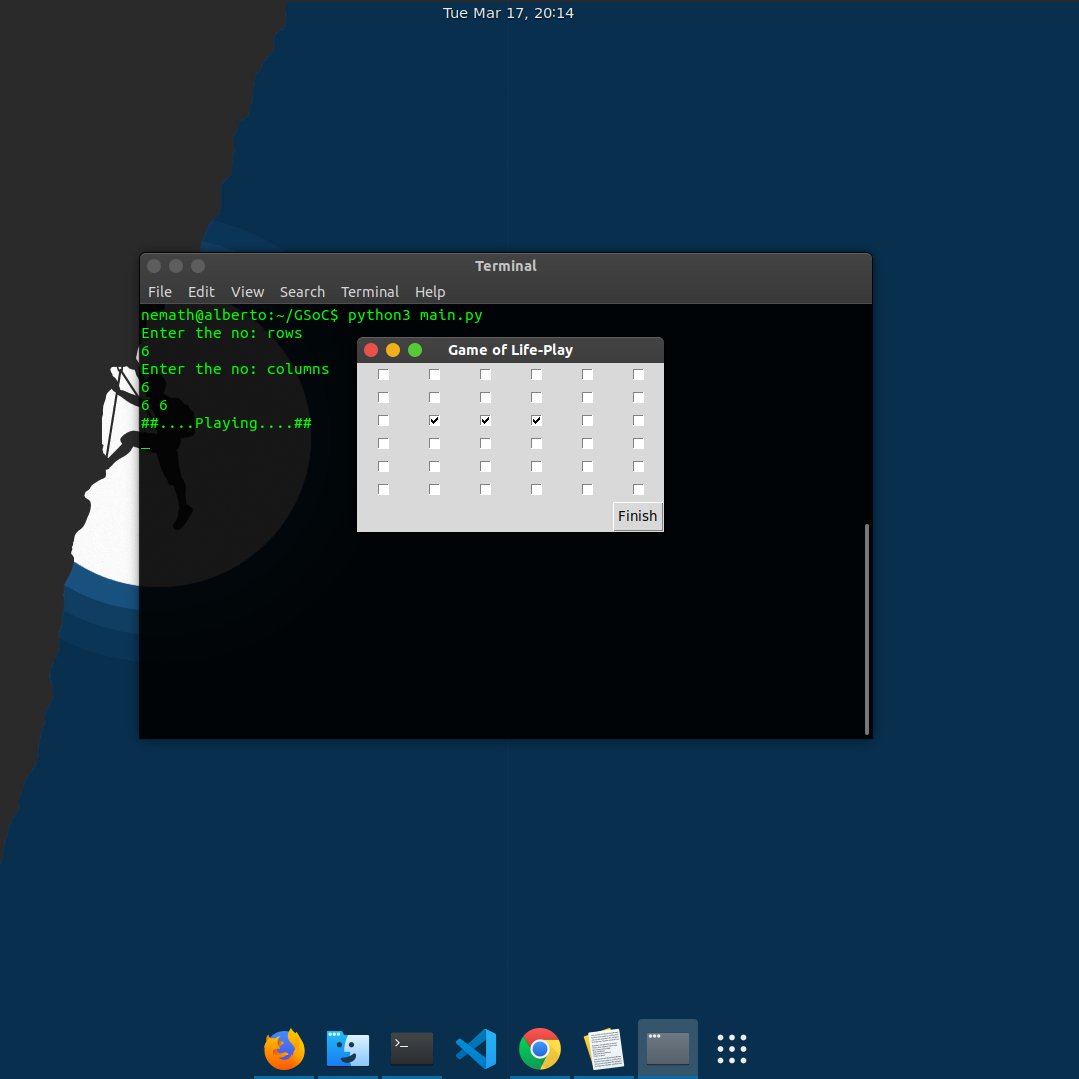 Tue Mar 17, 20:14
Terminal
File Edit View Search Terminal Help
nemath@alberto:~/GSoC$ python3 main.py
Enter the no: rows
6
Enter the no: columns
6
6 6
##....Playing....##
_
Game of Life-Play
Finish
>_